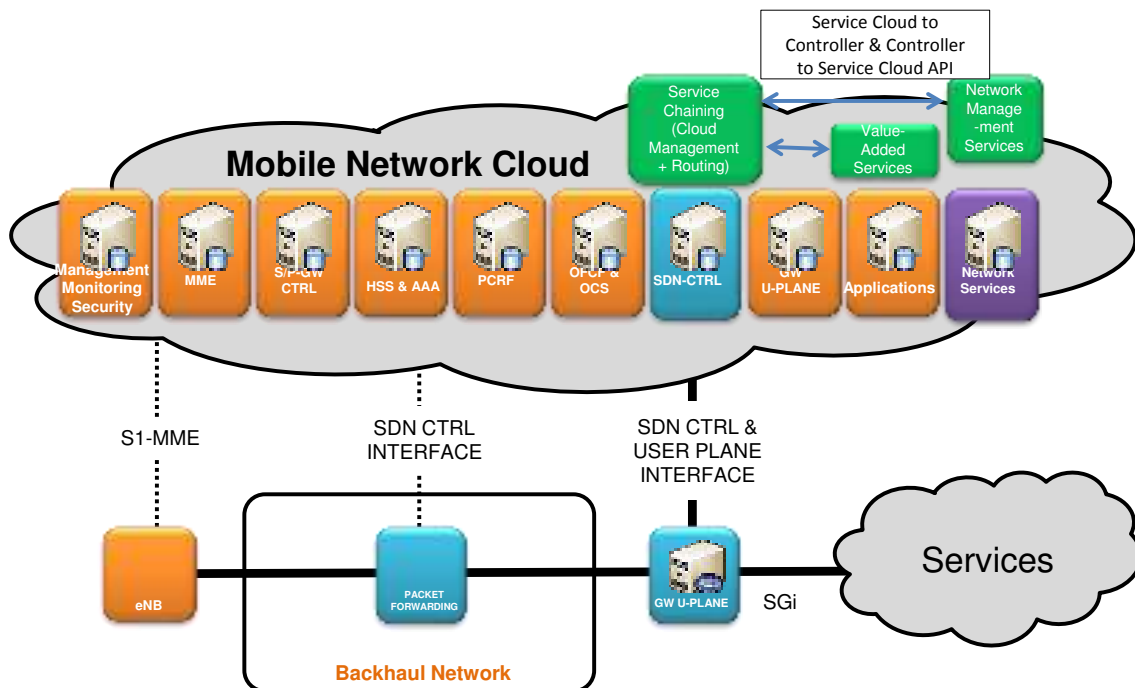 Service Cloud to
Controller & Controller
to Service Cloud API
Service
Chaining
(Cloud
Management
+ Routing)
Network
Manage
-ment
Services
Value-
Added
Services
Mobile Network Cloud
Management
Monitoring
Security
MME
S/P-GW
CTRL
HSS & AAA
PCRF
OFCF &
OCS
SDN-CTRL
GW
U-PLANE
Applications
Network
Services
S1-MME
SDN CTRL
INTERFACE
SDN CTRL &
USER PLANE
INTERFACE
eNB
PACKET
FORWARDING
GW U-PLANE
SGi
Services
Backhaul Network